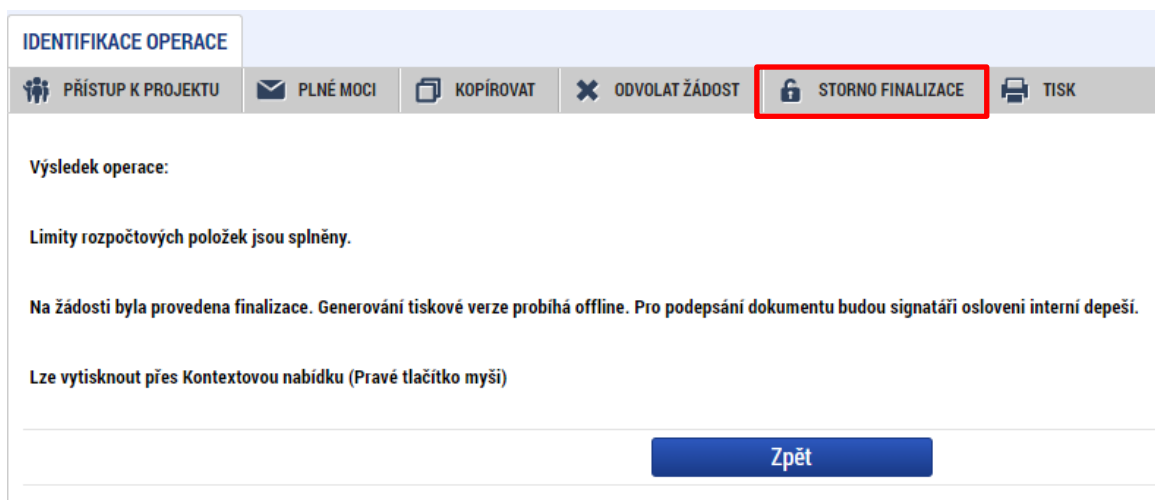 IDENTIFIKACE OPERACE
PŘÍSTUP K PROJEKTU PLNÉ MOCI KOPÍROVAT ODVOLAT ŽÁDOST STORNO FINALIZACE TISK
Výsledek operace:
Limity rozpočtových položek jsou splněny.
Na žádosti byla provedena finalizace. Generování tiskové verze probíhá offline. Pro podepsání dokumentu budou signatáři osloveni interní depeší.
Lze vytisknout přes Kontextovou nabídku (Pravé tlačítko myši)
Zpět